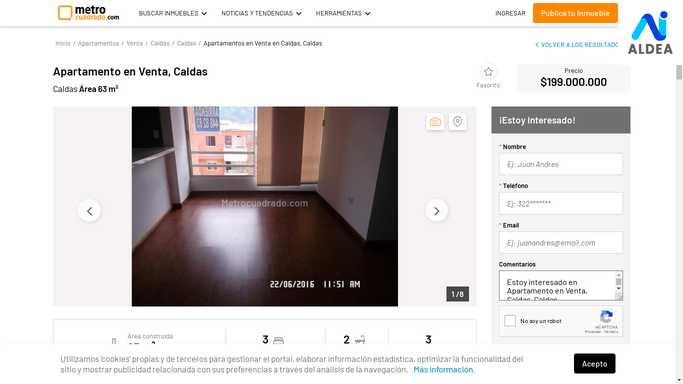 metro
cuadrado.com
BUSCAR INMUEBLES
NOTICIAS Y TENDENCIAS
HERRAMIENTAS
INGRESAR
Publica tu inmueble
AI
ALDEA
Inicio / Apartamentos / Venta / Caldas / Caldas / Apartamentos en Venta en Caldas, Caldas
VOLVER A LOS RESULTADO
Apartamento en Venta, Caldas
Caldas Área 63 m²
Favorito
Precio
$199.000.000
Metrocuadrado.com
22/06/2016 11:51 AM
1 / 8
¡Estoy Interesado!
* Nombre
Ej: Juan Andres
* Teléfono
Ej: 322*******
* Email
Ej: juanandres@email.com
Comentarios
Estoy interesado en
Apartamento en Venta,
Caldas, Caldas
No soy un robot
reCAPTCHA
Privacidad - Términos
Área construida
3
2
3
Utilizamos 'cookies' propias y de terceros para gestionar el portal, elaborar información estadística, optimizar la funcionalidad del
sitio y mostrar publicidad relacionada con sus preferencias a través del análisis de la navegación. Más información.
Acepto